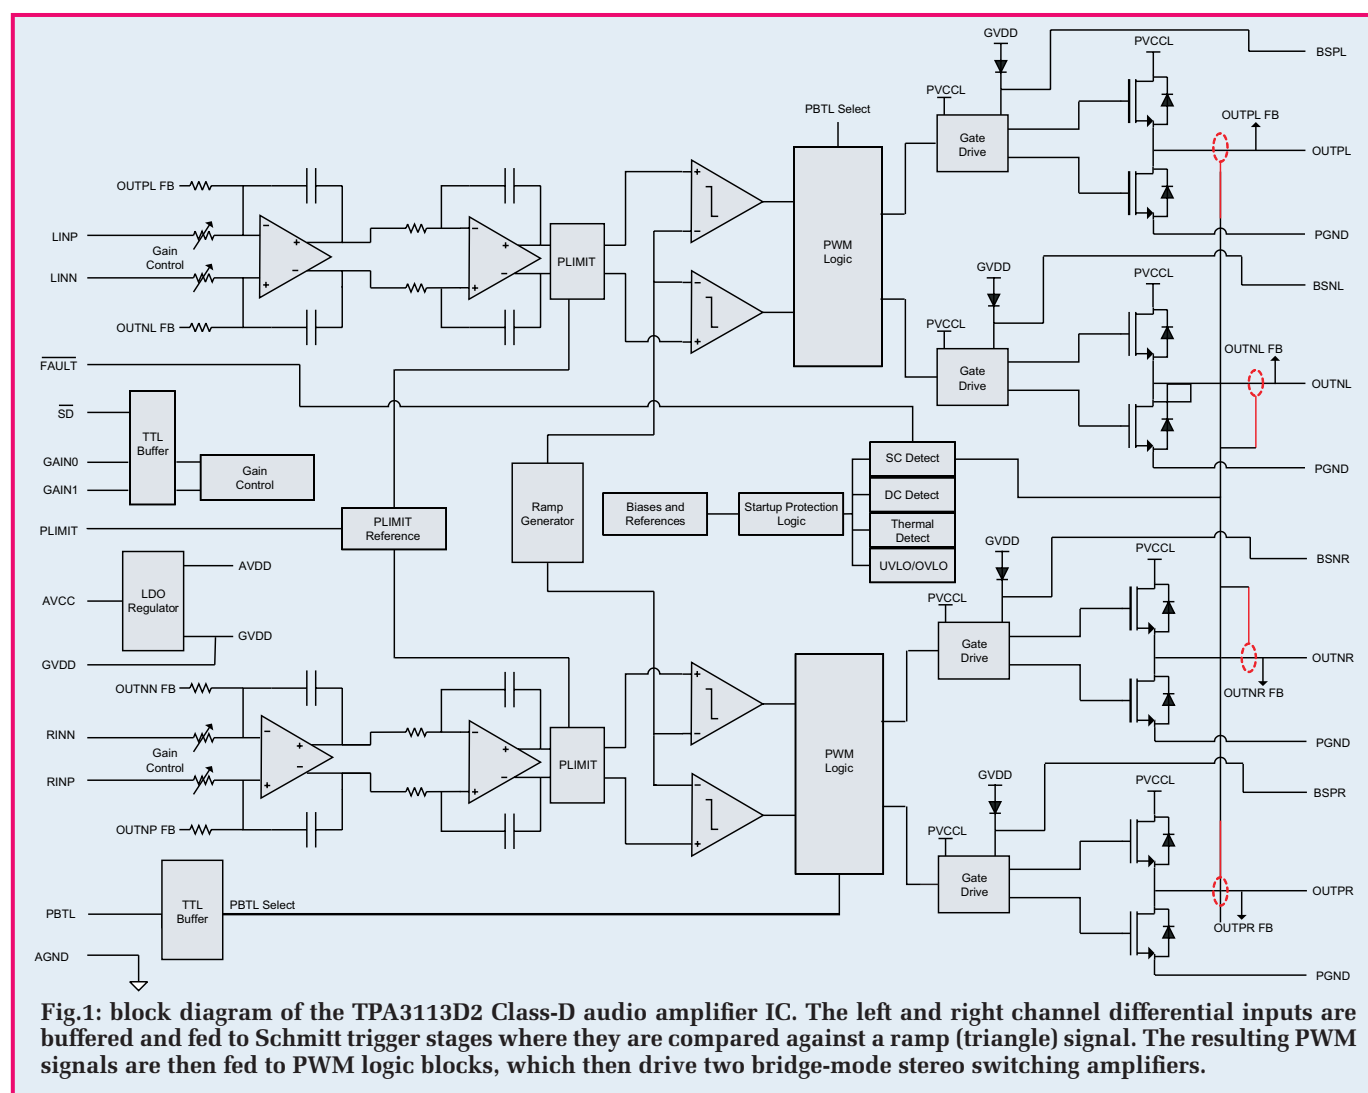 GVDD
BSPL
PVCCL
PBTL Select
PVCCL
OUTPL FB
Gate
Drive
OUTPL
OUTPL FB
LINP
Gain
Control
PLIMIT
PWM
Logic
PGND
LINN
GVDD
PVCCL
BSNL
OUTNL FB
PVCCL
Gate
Drive
OUTNL FB
FAULT
OUTNL
SD
TTL
Buffer
GAIN0
Gain
Control
GAIN1
SC Detect
PGND
Ramp
Generator
Biases and
References
Startup Protection
Logic
DC Detect
PLIMIT
PLIMIT
Reference
Thermal
Detect
GVDD
PVCCL
BSNR
UVLO/OVLO
AVDD
LDO
Regulator
AVCC
PVCCL
GVDD
Gate
Drive
GVDD
OUTNR
OUTNN FB
OUTNR FB
RINN
Gain
Control
PLIMIT
PWM
Logic
PGND
RINP
GVDD
PVCCL
BSPR
OUTNP FB
PVCCL
Gate
Drive
OUTPR
PBTL
TTL
Buffer
PBTL Select
OUTPR FB
AGND
PGND
Fig.1: block diagram of the TPA3113D2 Class-D audio amplifier IC. The left and right channel differential inputs are
buffered and fed to Schmitt trigger stages where they are compared against a ramp (triangle) signal. The resulting PWM
signals are then fed to PWM logic blocks, which then drive two bridge-mode stereo switching amplifiers.